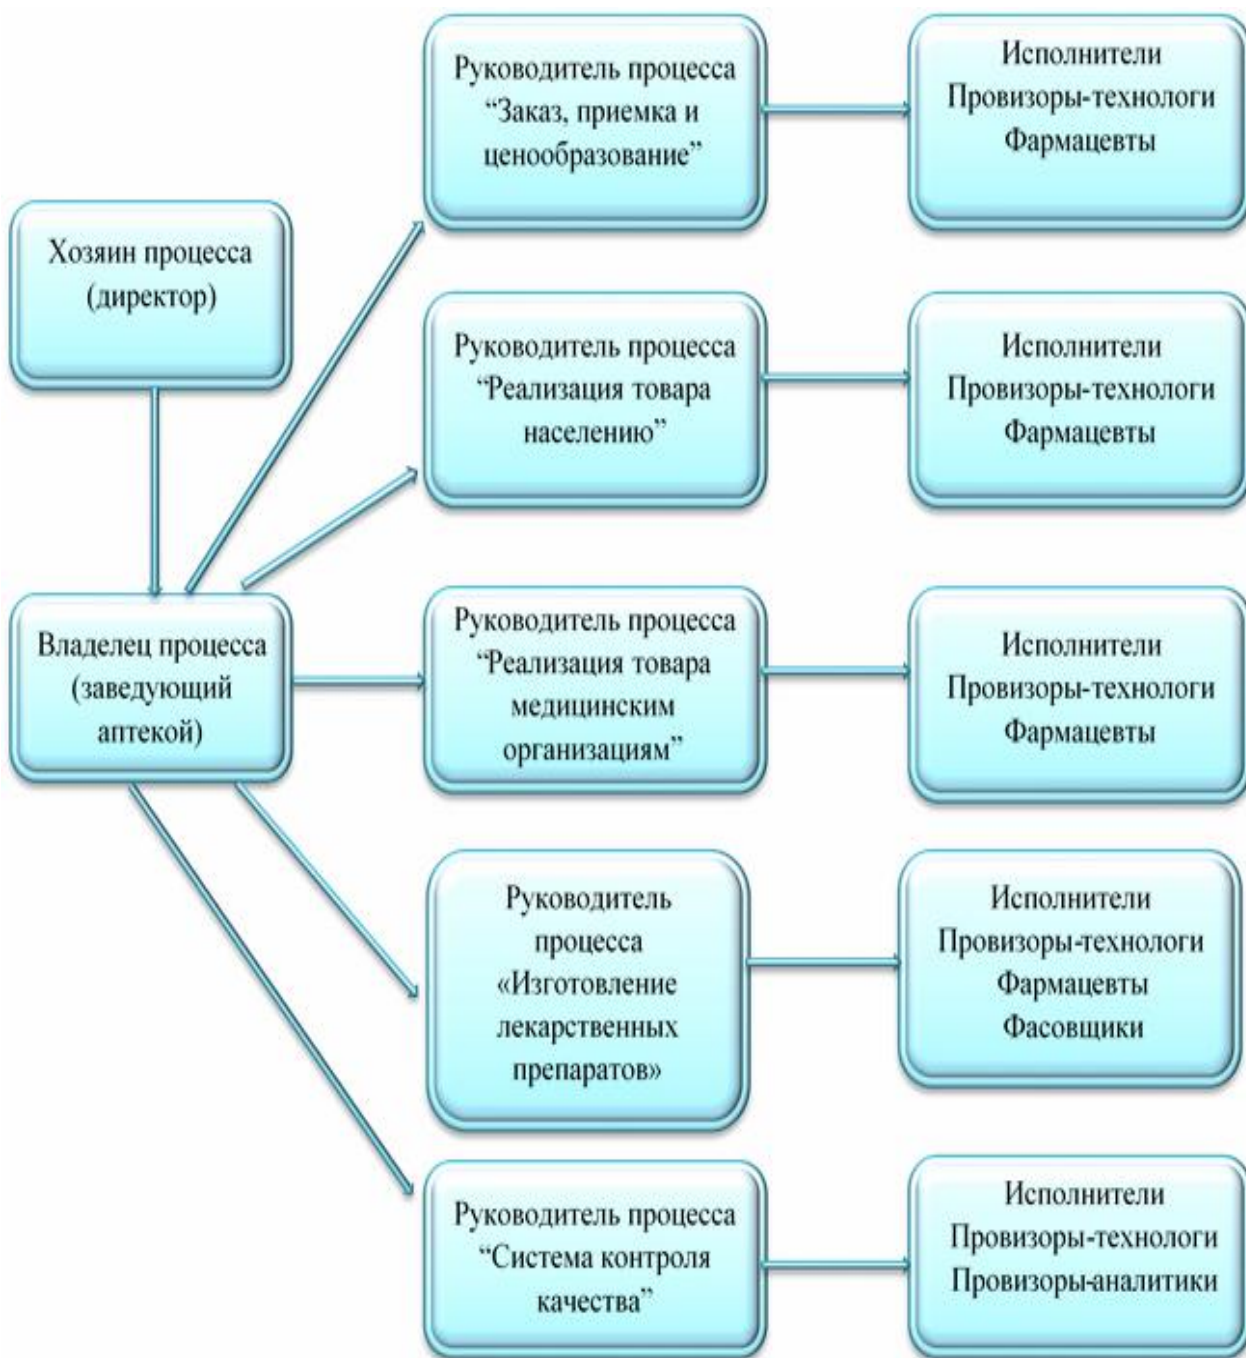 Хозяин процесса
(директор)
Владелец процесса
(заведующий
аптекой)
Руководитель процесса
“Заказ, приемка и
ценообразование”
Исполнители
Провизоры-технологи
Фармацевты
Руководитель процесса
“Реализация товара
населению”
Исполнители
Провизоры-технологи
Фармацевты
Руководитель процесса
“Реализация товара
медицинским
организациям”
Исполнители
Провизоры-технологи
Фармацевты
Руководитель
процесса
«Изготовление
лекарственных
препаратов»
Исполнители
Провизоры-технологи
Фармацевты
Фасовщики
Руководитель процесса
“Система контроля
качества”
Исполнители
Провизоры-технологи
Провизоры-аналитики